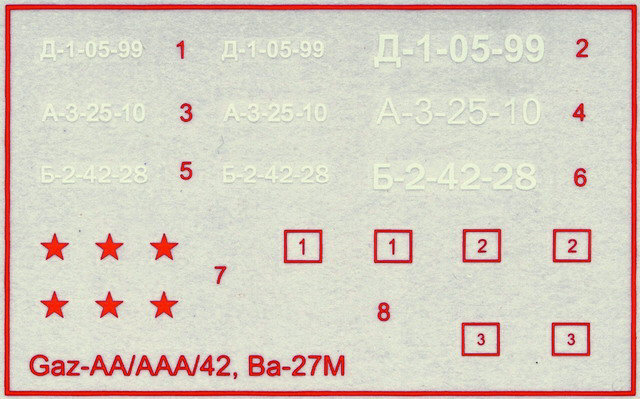 Д-1-05-99 1 Д-1-05-99 Д-1-05-99 2
А-3-25-10 3 А-3-25-10 А-3-25-10 4
Б-2-42-28 5 Б-2-42-28 Б-2-42-28 6
1 1 2 2
7
8
3 3
Gaz-AA/AAA/42, Ba-27M